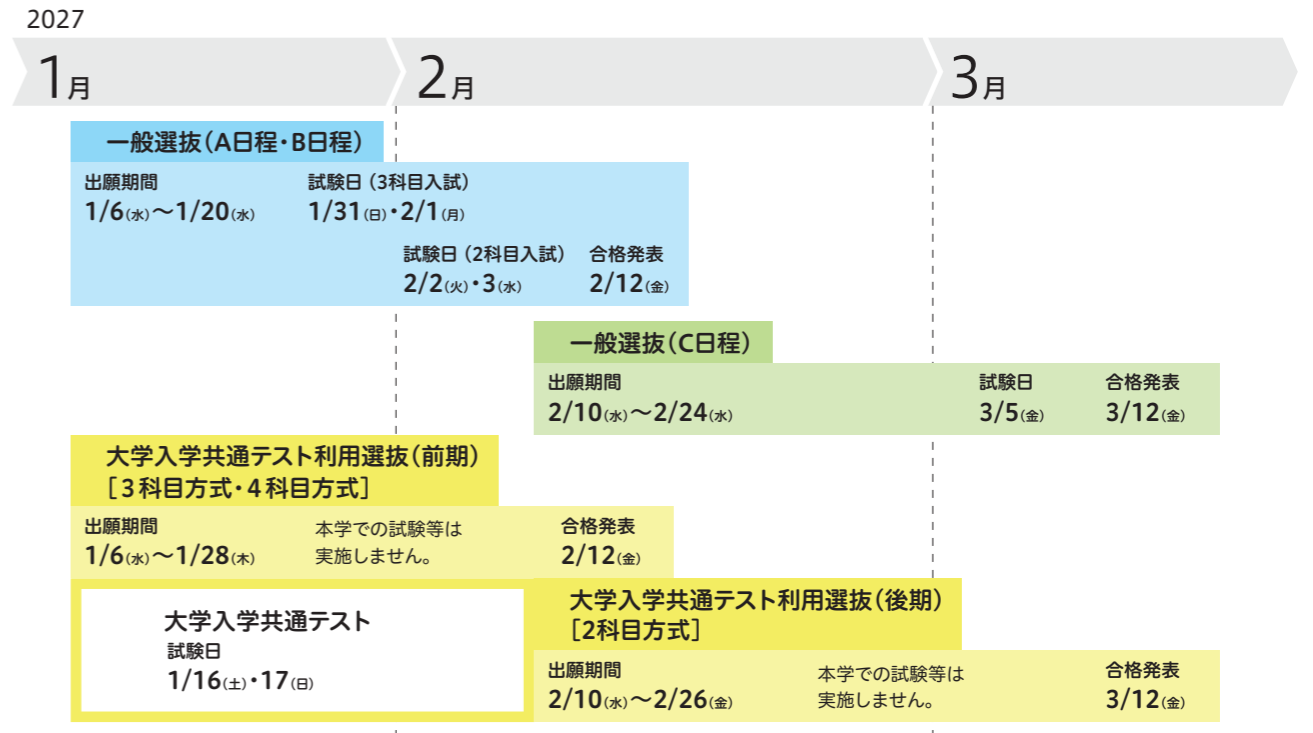 2027
1月
2月
3月
一般選抜（A日程・B日程）
出願期間
1/6(水)～1/20(水)
試験日（3科目入試）
1/31(日)・2/1(月)
試験日（2科目入試）
2/2(火)・3(水)
合格発表
2/12(金)
一般選抜（C日程）
出願期間
2/10(水)～2/24(水)
試験日
3/5(金)
合格発表
3/12(金)
大学入学共通テスト利用選抜（前期）
［３科目方式・４科目方式］
出願期間
1/6(水)～1/28(木)
本学での試験等は
実施しません。
合格発表
2/12(金)
大学入学共通テスト
試験日
1/16(土)・17(日)
大学入学共通テスト利用選抜（後期）
［2科目方式］
出願期間
2/10(水)～2/26(金)
本学での試験等は
実施しません。
合格発表
3/12(金)